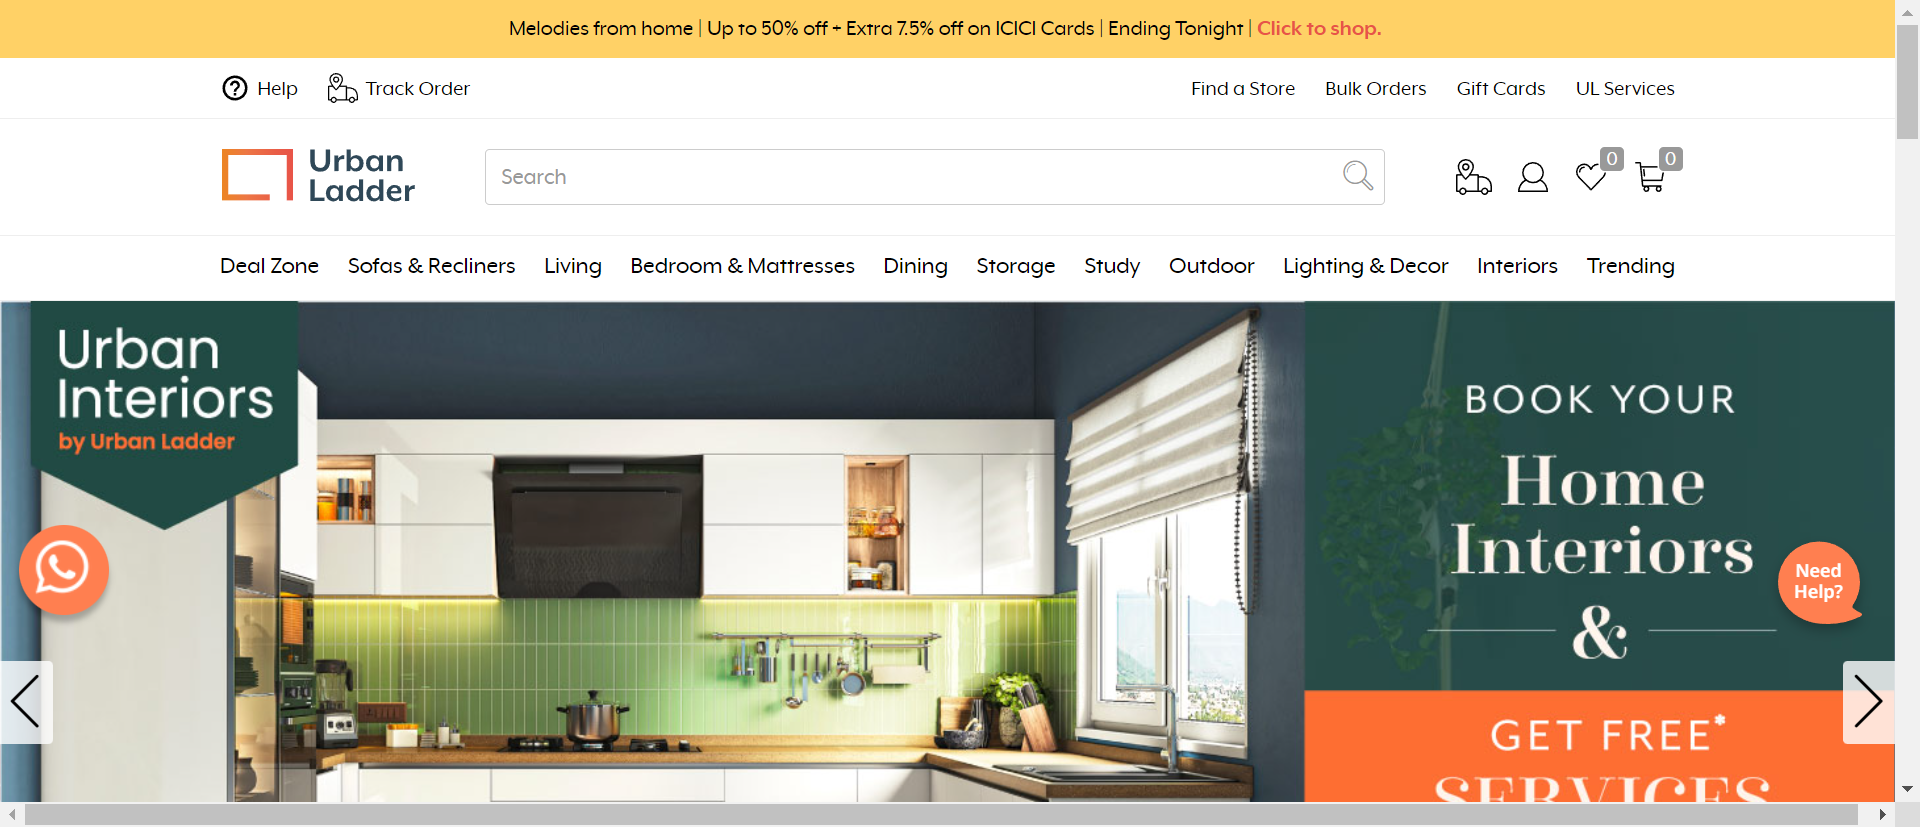 Melodies from home | Up to 50% off + Extra 7.5% off on ICICI Cards | Ending Tonight | Click to shop.
Help Track Order Find a Store Bulk Orders Gift Cards UL Services
Urban
Ladder
Search
0 0
Deal Zone Sofas & Recliners Living Bedroom & Mattresses Dining Storage Study Outdoor Lighting & Decor Interiors Trending
Urban
Interiors
by Urban Ladder
BOOK YOUR
Home
Interiors
&
GET FREE*
SERVICES
Need
Help?